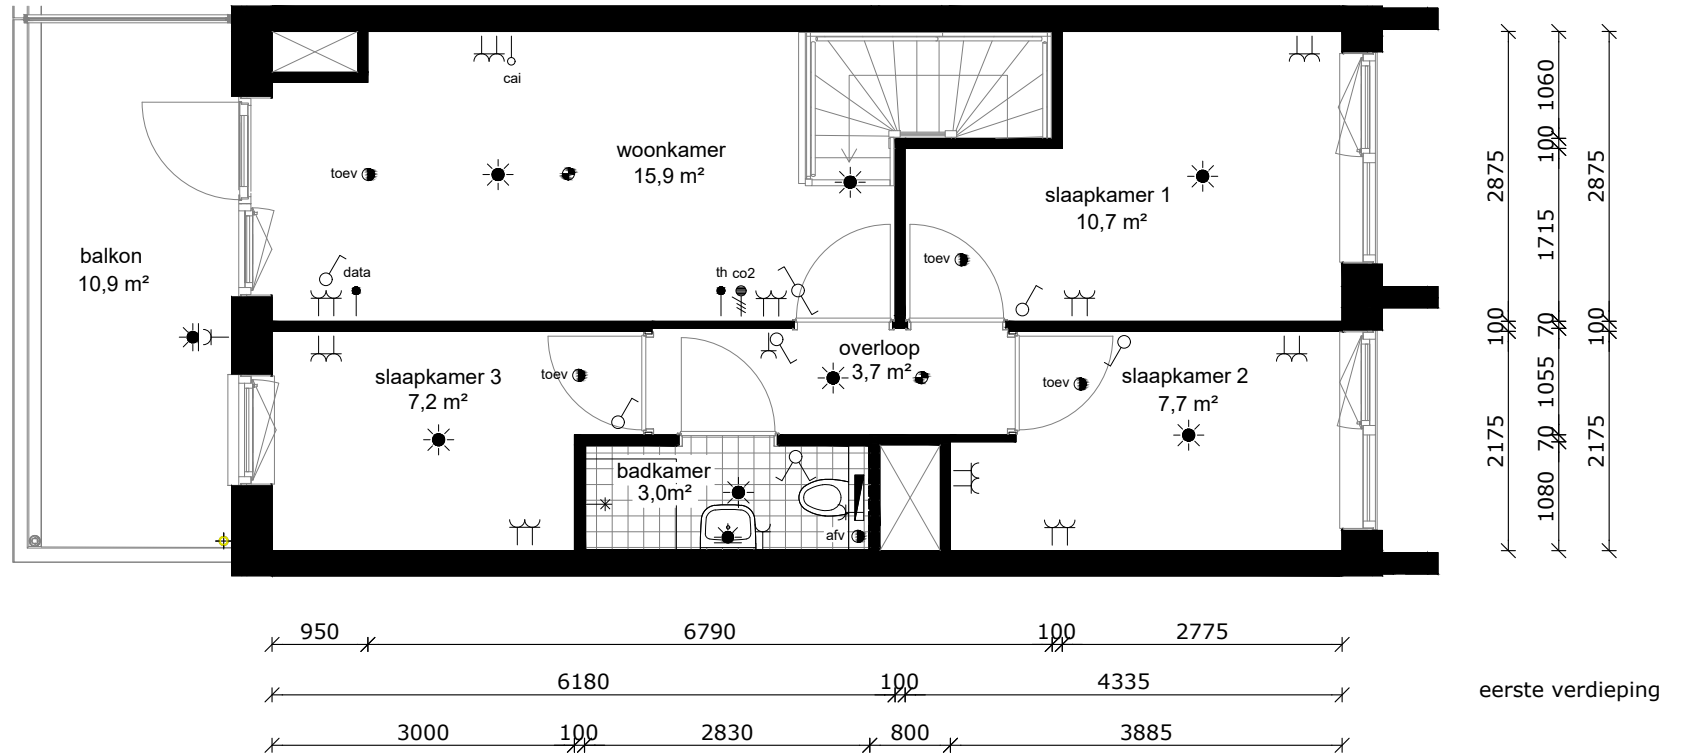 cai
woonkamer
15,9 m²
toev
slaapkamer 1
10,7 m²
balkon
10,9 m²
toev
data
th co2
overloop
3,7 m²
slaapkamer 3
7,2 m²
toev
toev
slaapkamer 2
7,7 m²
badkamer
3,0m²
afv
2875
100
2175
1060
100
1715
70
1055
70
1080
2875
100
2175
950 6790 100 2775
6180 100 4335
eerste verdieping
3000 100 2830 800 3885